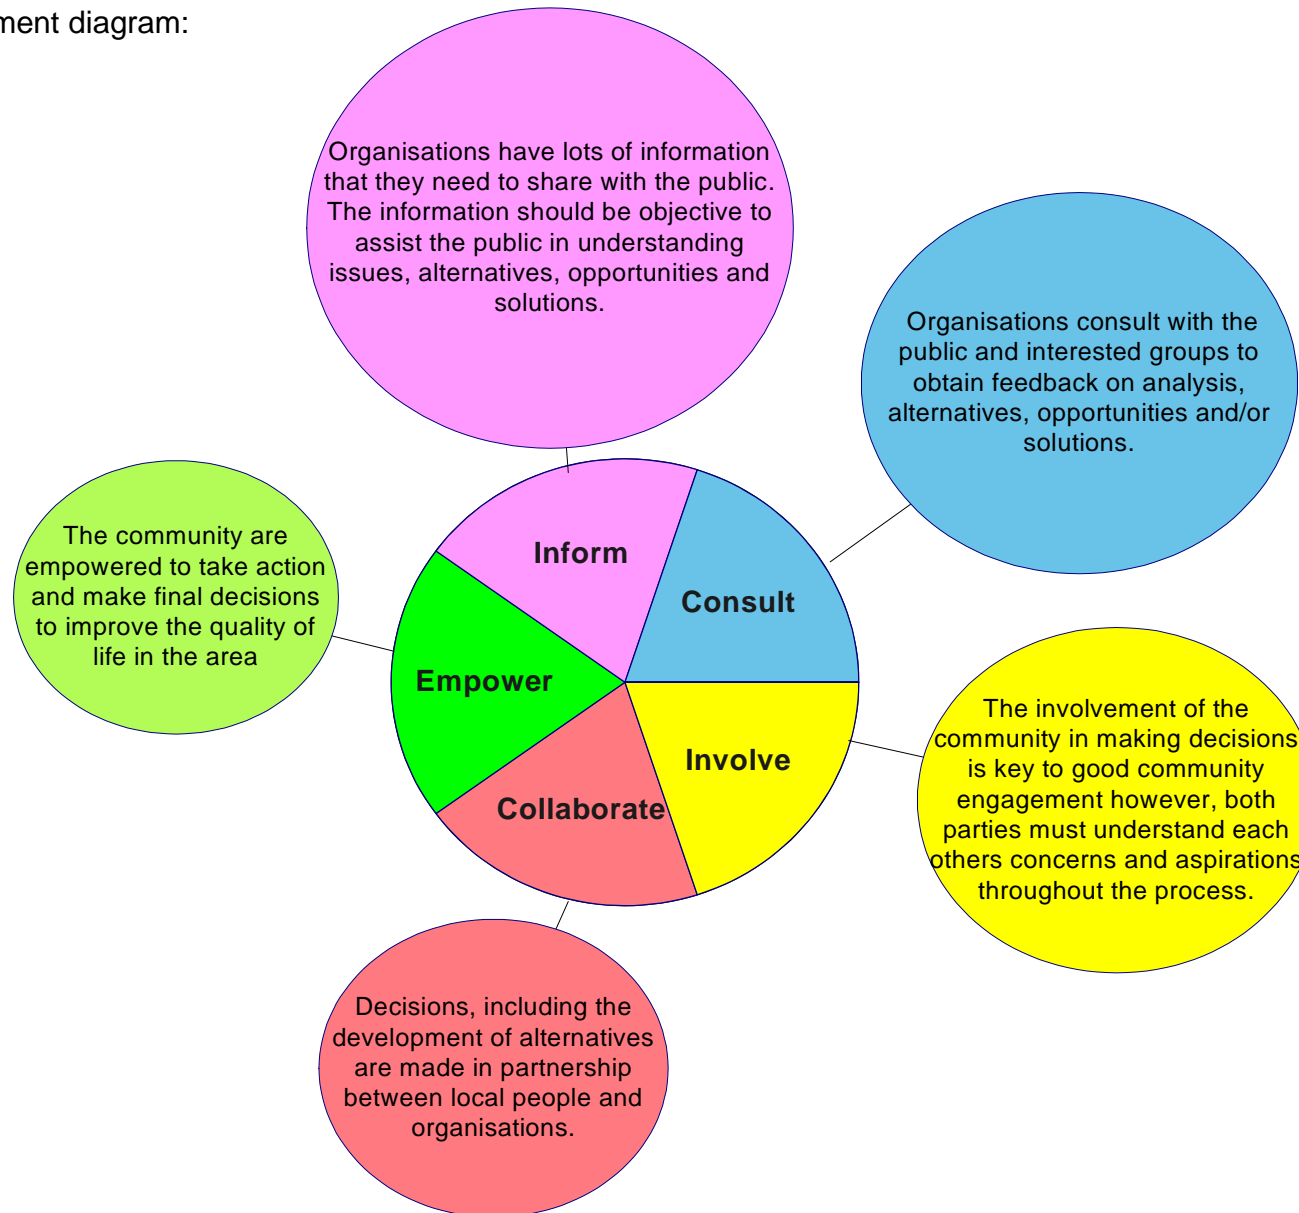 ment diagram:
Organisations have lots of information
that they need to share with the public.
The information should be objective to
assist the public in understanding
issues, alternatives, opportunities and
solutions.
Organisations consult with the
public and interested groups to
obtain feedback on analysis,
alternatives, opportunities and/or
solutions.
The community are
empowered to take action
and make final decisions
to improve the quality of
life in the area
Inform
Consult
Empower
Involve
Collaborate
The involvement of the
community in making decisions
is key to good community
engagement however, both
parties must understand each
others concerns and aspirations
throughout the process.
Decisions, including the
development of alternatives
are made in partnership
between local people and
organisations.